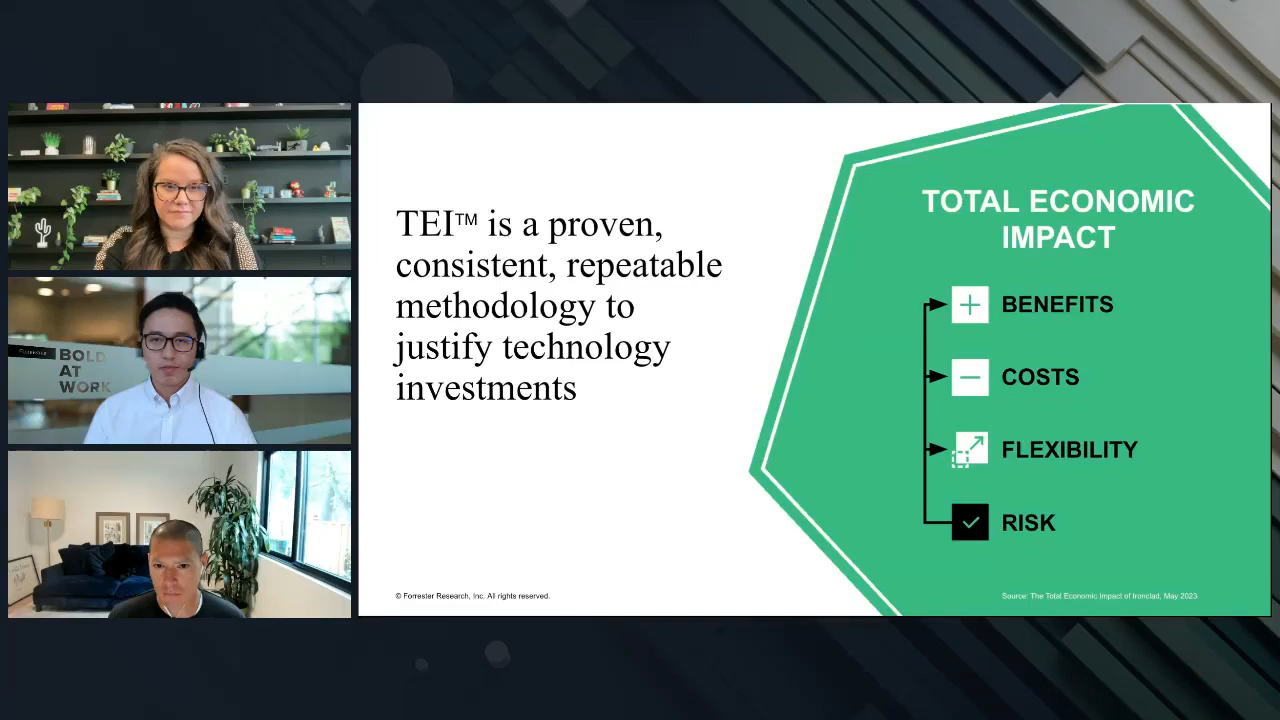 FORRESTER
BOLD
AT
WORK
TEI™ is a proven,
consistent, repeatable
methodology to
justify technology
investments
© Forrester Research, Inc. All rights reserved.
TOTAL ECONOMIC
IMPACT
BENEFITS
COSTS
FLEXIBILITY
RISK
Source: The Total Economic Impact of Ironclad, May 2023